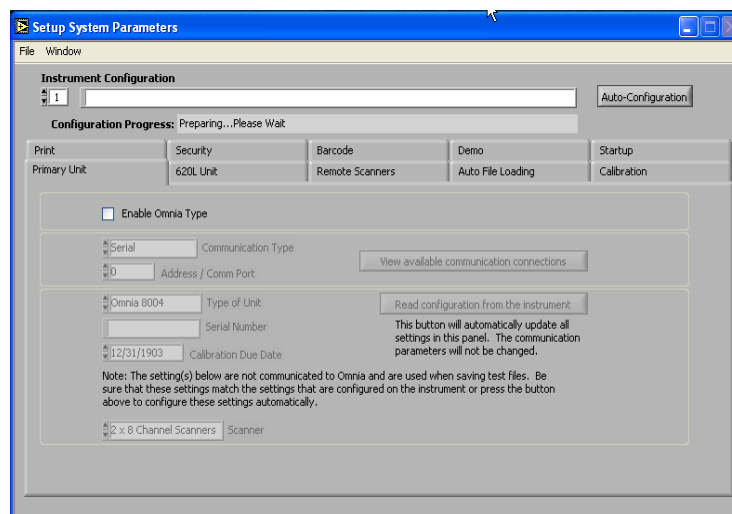 Setup System Parameters
File Window
Instrument Configuration
1
Auto-Configuration
Configuration Progress: Preparing...Please Wait
Print Security Barcode Demo Startup
Primary Unit 620L Unit Remote Scanners Auto File Loading Calibration
Enable Omnia Type
Serial Communication Type
View available communication connections
0 Address / Comm Port
Omnia 8004 Type of Unit
Read configuration from the instrument
Serial Number
This button will automatically update all
settings in this panel. The communication
parameters will not be changed.
12/31/1903 Calibration Due Date
Note: The setting(s) below are not communicated to Omnia and are used when saving test files. Be
sure that these settings match the settings that are configured on the instrument or press the button
above to configure these settings automatically.
2 x 8 Channel Scanners Scanner